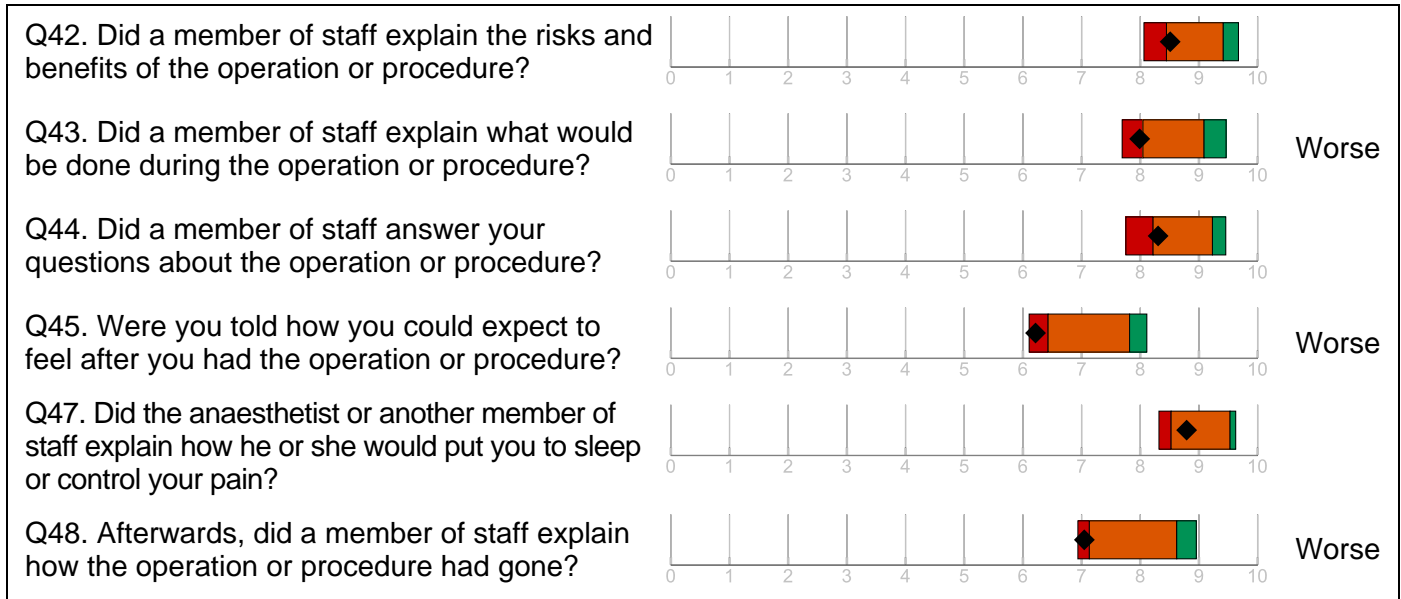 Q42. Did a member of staff explain the risks and
benefits of the operation or procedure?
0 1 2 3 4 5 6 7 8 9 10
Q43. Did a member of staff explain what would
be done during the operation or procedure?
0 1 2 3 4 5 6 7 8 9 10
Worse
Q44. Did a member of staff answer your
questions about the operation or procedure?
0 1 2 3 4 5 6 7 8 9 10
Q45. Were you told how you could expect to
feel after you had the operation or procedure?
0 1 2 3 4 5 6 7 8 9 10
Worse
Q47. Did the anaesthetist or another member of
staff explain how he or she would put you to sleep
or control your pain?
0 1 2 3 4 5 6 7 8 9 10
Q48. Afterwards, did a member of staff explain
how the operation or procedure had gone?
0 1 2 3 4 5 6 7 8 9 10
Worse